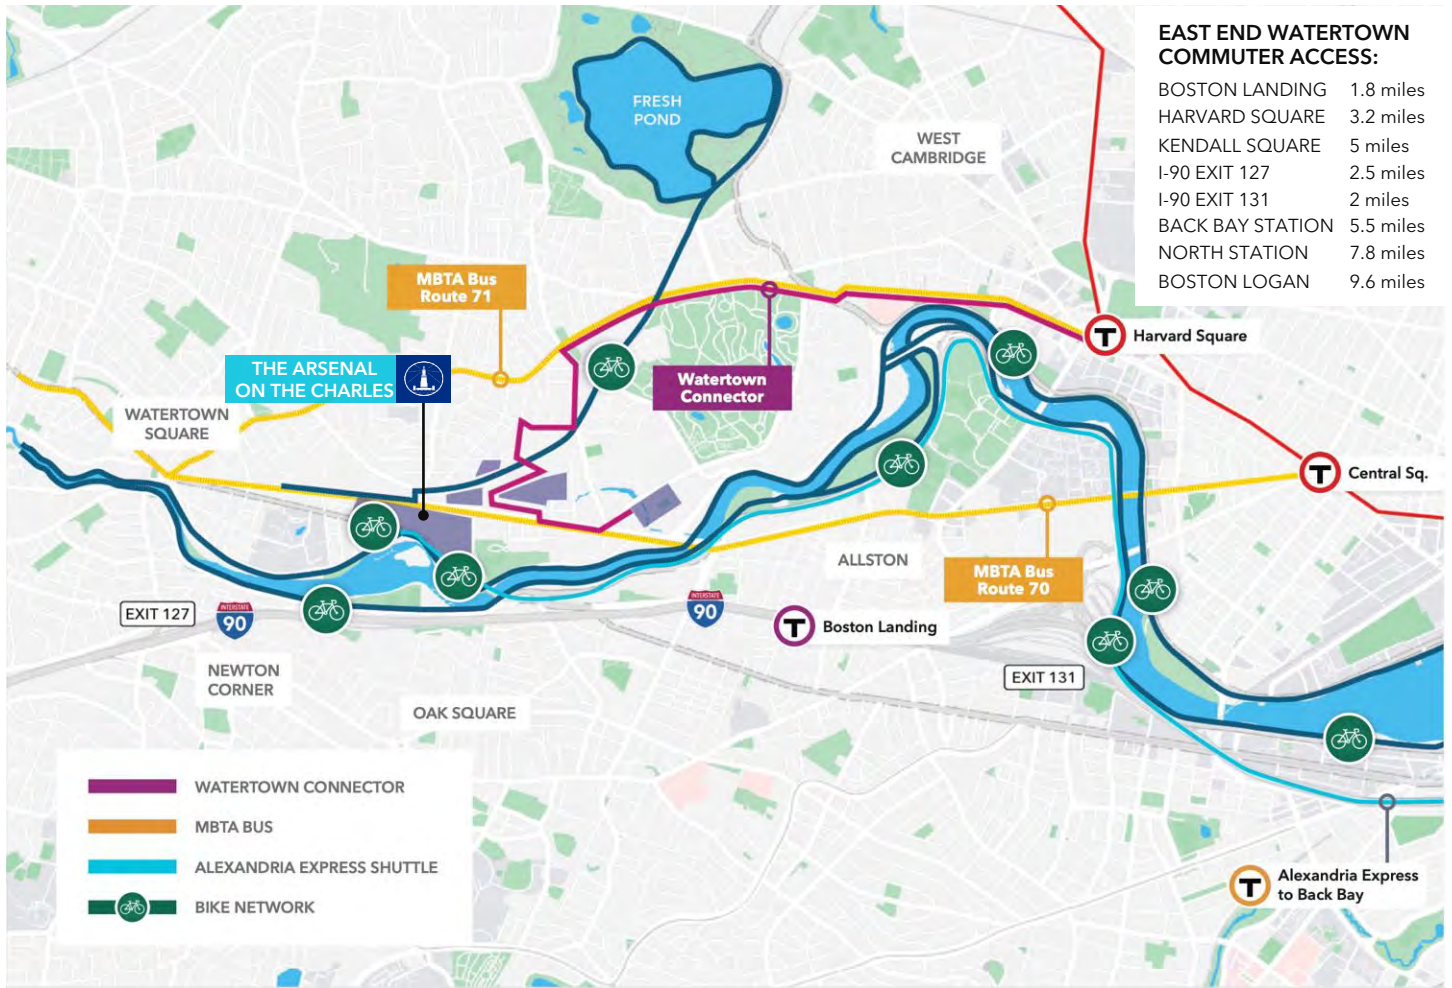 EAST END WATERTOWN
COMMUTER ACCESS:
BOSTON LANDING 1.8 miles
HARVARD SQUARE 3.2 miles
KENDALL SQUARE 5 miles
I-90 EXIT 127 2.5 miles
I-90 EXIT 131 2 miles
BACK BAY STATION 5.5 miles
NORTH STATION 7.8 miles
BOSTON LOGAN 9.6 miles
FRESH
POND
WEST
CAMBRIDGE
MBTA Bus
Route 71
T Harvard Square
THE ARSENAL
ON THE CHARLES
Watertown
Connector
WATERTOWN
SQUARE
T Central Sq.
ALLSTON
MBTA Bus
Route 70
EXIT 127
INTERSTATE
90
INTERSTATE
90
T Boston Landing
NEWTON
CORNER
EXIT 131
OAK SQUARE
WATERTOWN CONNECTOR
MBTA BUS
ALEXANDRIA EXPRESS SHUTTLE
BIKE NETWORK
T Alexandria Express
to Back Bay